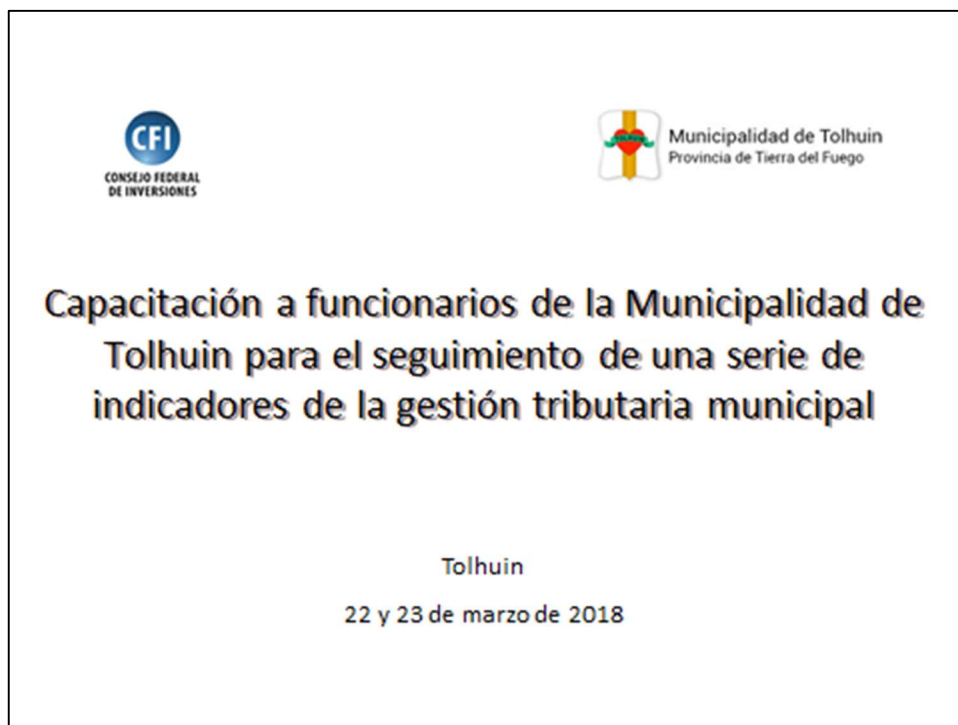 CFI
CONSEJO FEDERAL
DE INVERSIONES
Municipalidad de Tolhuin
Provincia de Tierra del Fuego
Capacitación a funcionarios de la Municipalidad de
Tolhuin para el seguimiento de una serie de
indicadores de la gestión tributaria municipal
Tolhuin
22 y 23 de marzo de 2018